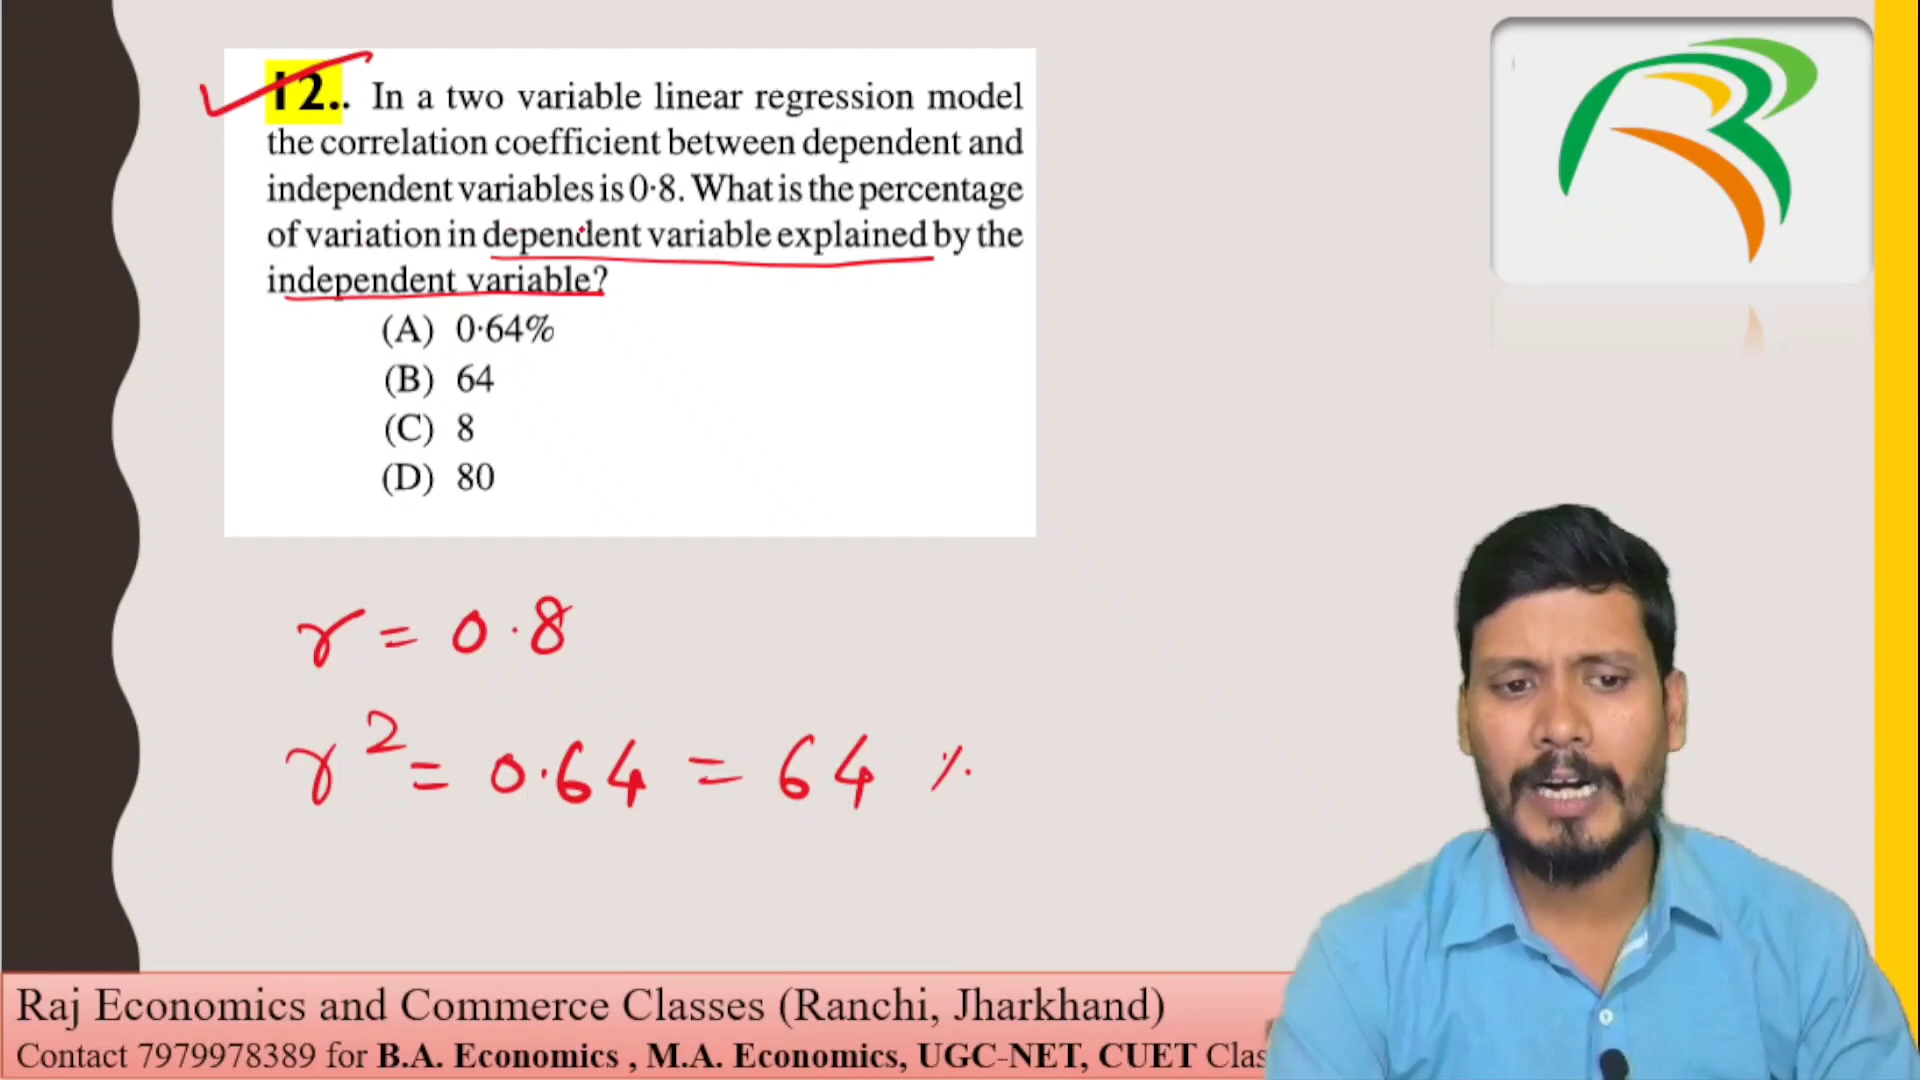 12.. In a two variable linear regression model
the correlation coefficient between dependent and
independent variables is 0·8. What is the percentage
of variation in dependent variable explained by the
independent variable?
(A) 0·64%
(B) 64
(C) 8
(D) 80
r = 0.8
r² = 0.64 = 64 %
Raj Economics and Commerce Classes (Ranchi, Jharkhand)
Contact 7979978389 for B.A. Economics , M.A. Economics, UGC-NET, CUET Clas